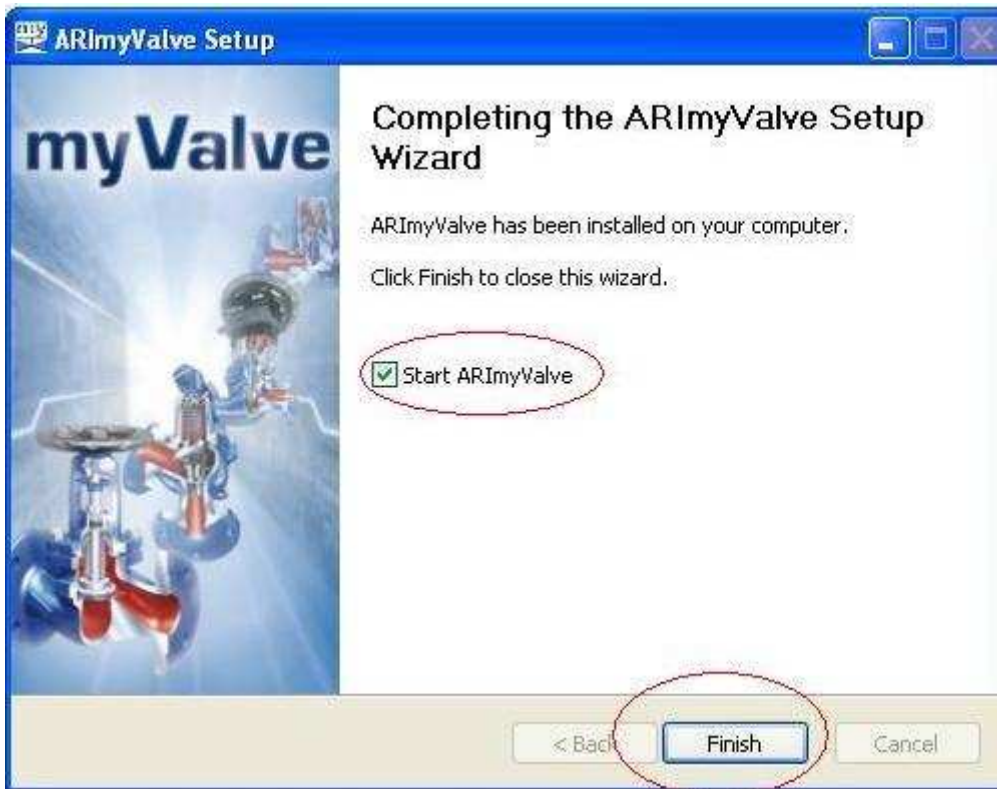 ARImyValve Setup
myValve
Completing the ARImyValve Setup
Wizard
ARImyValve has been installed on your computer.
Click Finish to close this wizard.
Start ARImyValve
< Back
Finish
Cancel